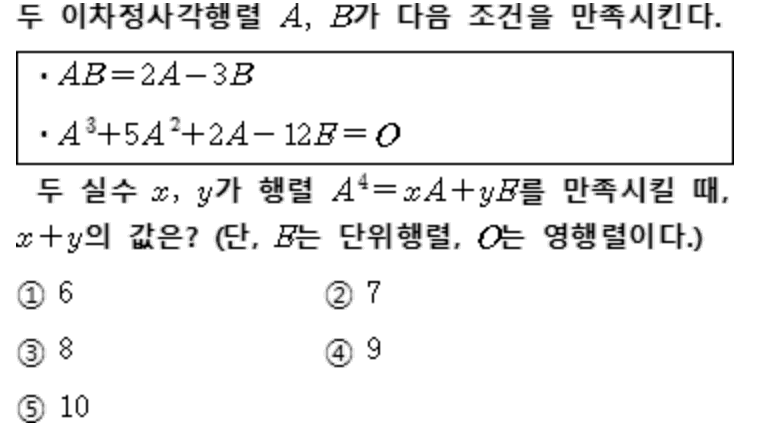 두 이차정사각행렬 A, B가 다음 조건을 만족시킨다.
· AB=2A-3B
· A³+5A²+2A-12E=O
두 실수 x, y가 행렬 A⁴=xA+yE를 만족시킬 때,
x+y의 값은? (단, E는 단위행렬, O는 영행렬이다.)
① 6 ② 7
③ 8 ④ 9
⑤ 10